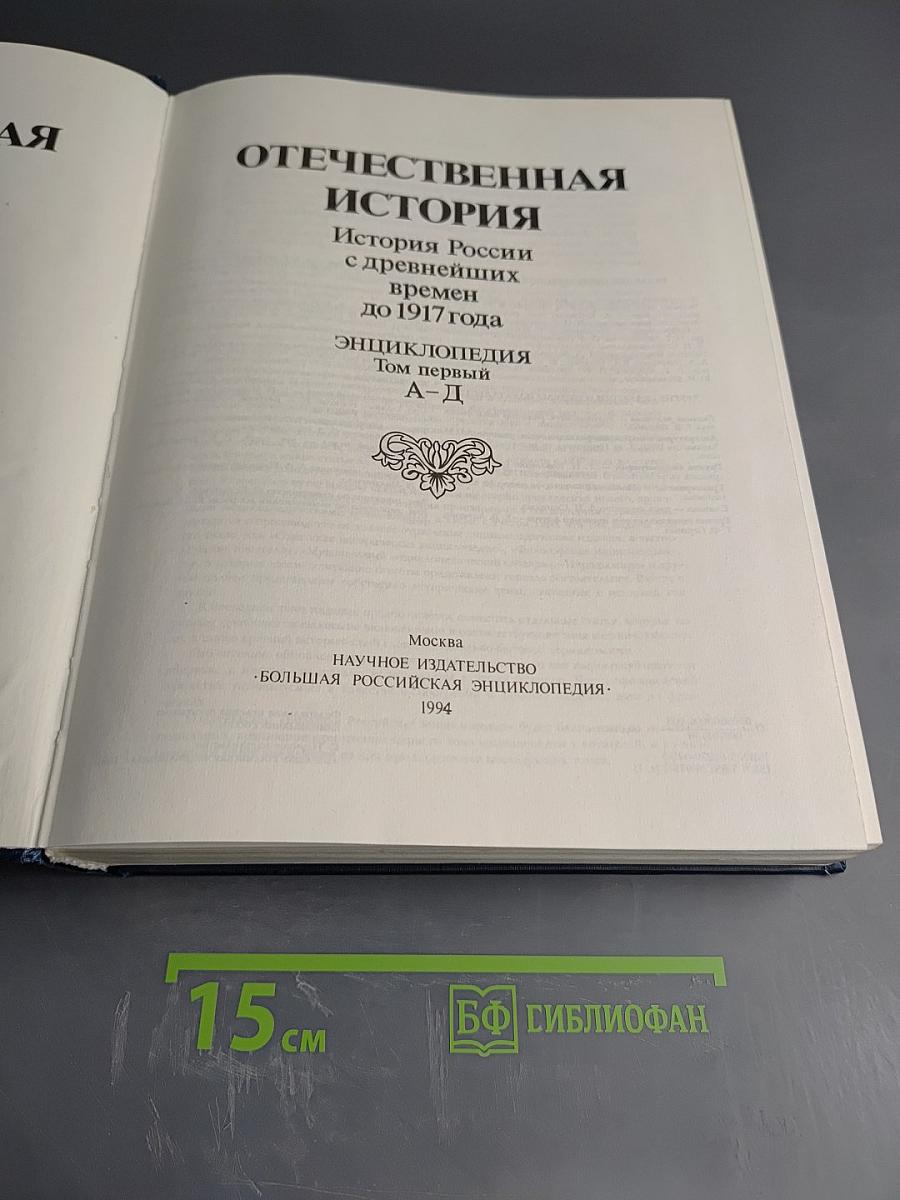 АЯ
ОТЕЧЕСТВЕННАЯ
ИСТОРИЯ
История России
с древнейших
времен
до 1917 года
ЭНЦИКЛОПЕДИЯ
Том первый
А–Д
Москва
НАУЧНОЕ ИЗДАТЕЛЬСТВО
·БОЛЬШАЯ РОССИЙСКАЯ ЭНЦИКЛОПЕДИЯ·
1994
15 см
БФ БИБЛИОФАН